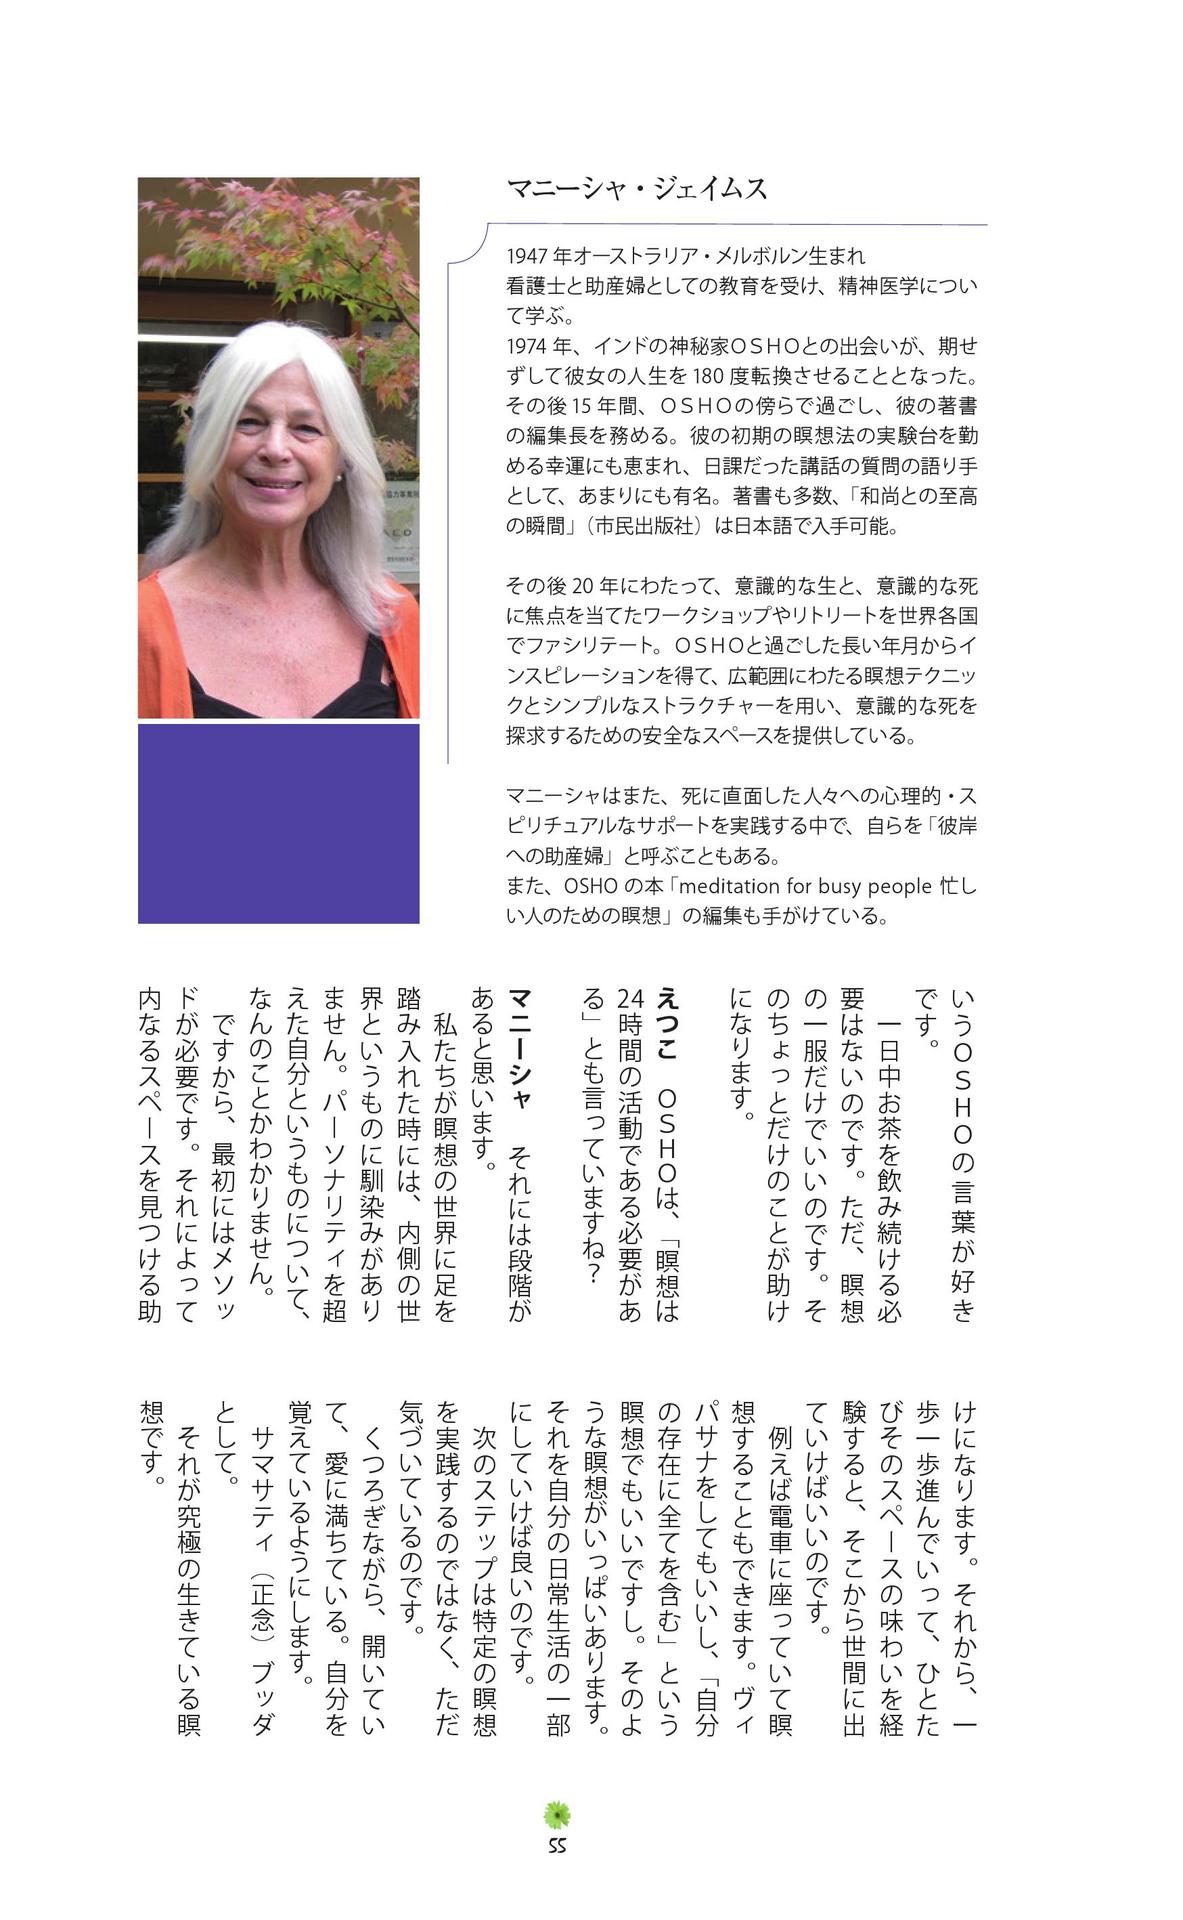 マニーシャ・ジェイムス
1947 年オーストラリア・メルボルン生まれ
看護士と助産婦としての教育を受け、精神医学につい
て学ぶ。
1974 年、インドの神秘家ＯＳＨＯとの出会いが、期せ
ずして彼女の人生を 180 度転換させることとなった。
その後 15 年間、ＯＳＨＯの傍らで過ごし、彼の著書
の編集長を務める。彼の初期の瞑想法の実験台を勤
める幸運にも恵まれ、日課だった講話の質問の語り手
として、あまりにも有名。著書も多数、「和尚との至高
の瞬間」（市民出版社）は日本語で入手可能。
その後 20 年にわたって、意識的な生と、意識的な死
に焦点を当てたワークショップやリトリートを世界各国
でファシリテート。ＯＳＨＯと過ごした長い年月からイ
ンスピレーションを得て、広範囲にわたる瞑想テクニッ
クとシンプルなストラクチャーを用い、意識的な死を
探求するための安全なスペースを提供している。
マニーシャはまた、死に直面した人々への心理的・ス
ピリチュアルなサポートを実践する中で、自らを「彼岸
への助産婦」と呼ぶこともある。
また、OSHO の本「meditation for busy people 忙し
い人のための瞑想」の編集も手がけている。
いうＯＳＨＯの言葉が好き
です。
一日中お茶を飲み続ける必
要はないのです。ただ、瞑想
の一服だけでいいのです。そ
のちょっとだけのことが助け
になります。
えつこ　ＯＳＨＯは、「瞑想は
24時間の活動である必要があ
る」とも言っていますね？
マニーシャ　それには段階が
あると思います。
私たちが瞑想の世界に足を
踏み入れた時には、内側の世
界というものに馴染みがあり
ません。パーソナリティを超
えた自分というものについて、
なんのことかわかりません。
ですから、最初にはメソッ
ドが必要です。それによって
内なるスペースを見つける助
けになります。それから、一
歩一歩進んでいって、ひとた
びそのスペースの味わいを経
験すると、そこから世間に出
ていけばいいのです。
例えば電車に座っていて瞑
想することもできます。ヴィ
パサナをしてもいいし、「自分
の存在に全てを含む」という
瞑想でもいいですし。そのよ
うな瞑想がいっぱいあります。
それを自分の日常生活の一部
にしていけば良いのです。
次のステップは特定の瞑想
を実践するのではなく、ただ
気づいているのです。
くつろぎながら、開いてい
て、愛に満ちている。自分を
覚えているようにします。
サマサティ（正念）ブッダ
として。
それが究極の生きている瞑
想です。
55